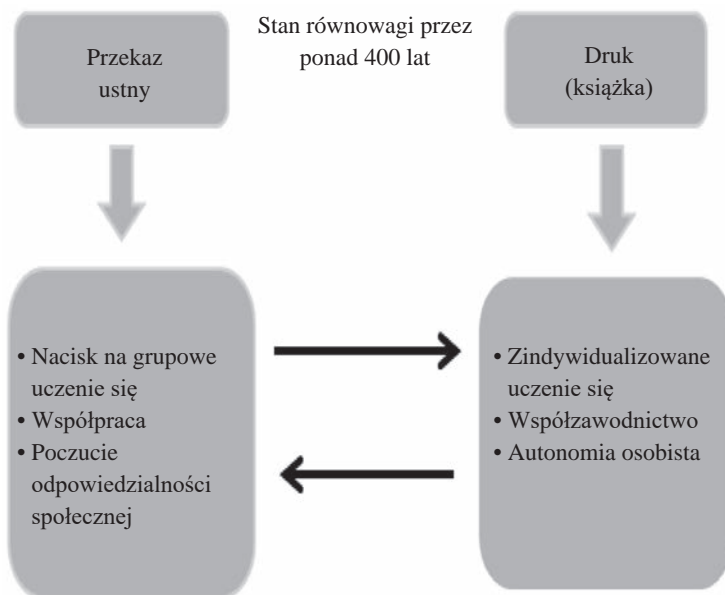 Przekaz
ustny
Stan równowagi przez
ponad 400 lat
Druk
(książka)
• Nacisk na grupowe
uczenie się
• Współpraca
• Poczucie
odpowiedzialności
społecznej
• Zindywidualizowane
uczenie się
• Współzawodnictwo
• Autonomia osobista